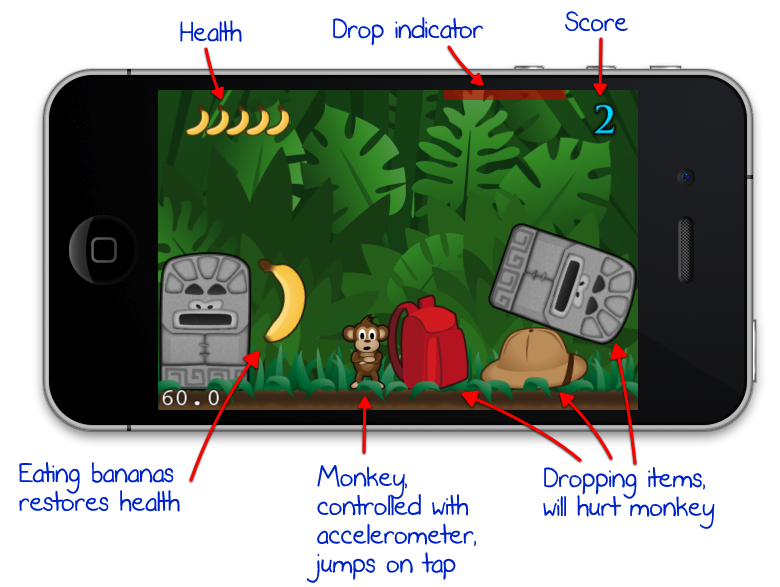 Health
Drop indicator
Score
2
60.0
Eating bananas
restores health
Monkey,
controlled with
accelerometer,
jumps on tap
Dropping items,
will hurt monkey